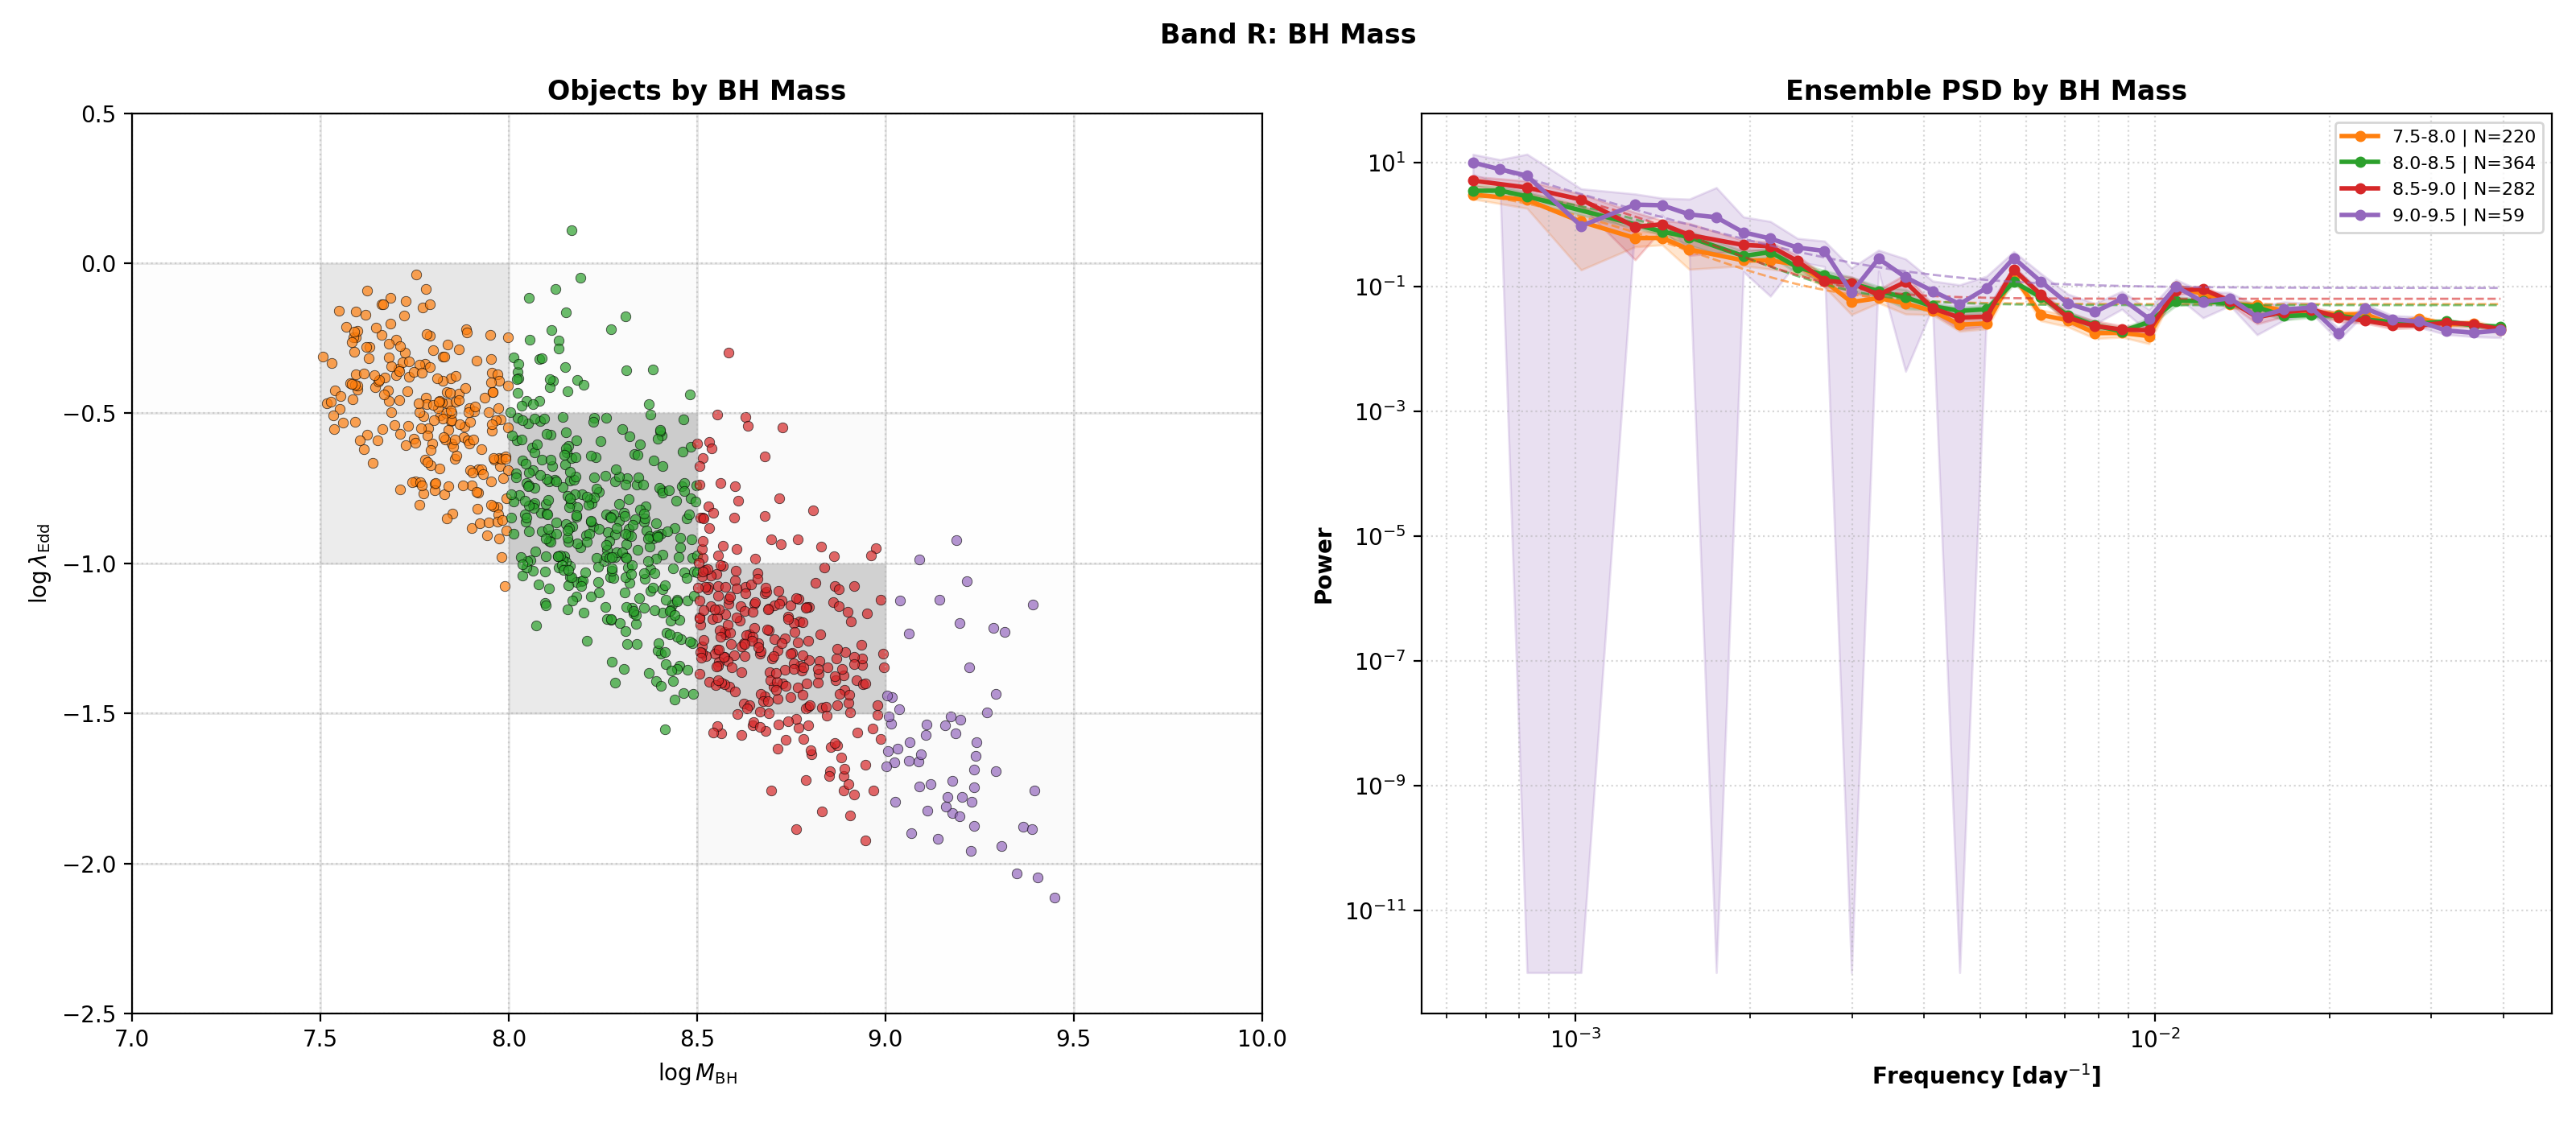 Band R: BH Mass
Objects by BH Mass
0.5
0.0
−0.5
−1.0
−1.5
−2.0
−2.5
log λ_Edd
7.0 7.5 8.0 8.5 9.0 9.5 10.0
log M_BH
Ensemble PSD by BH Mass
7.5-8.0 | N=220
8.0-8.5 | N=364
8.5-9.0 | N=282
9.0-9.5 | N=59
10¹
10⁻¹
10⁻³
10⁻⁵
10⁻⁷
10⁻⁹
10⁻¹¹
Power
10⁻³ 10⁻²
Frequency [day⁻¹]